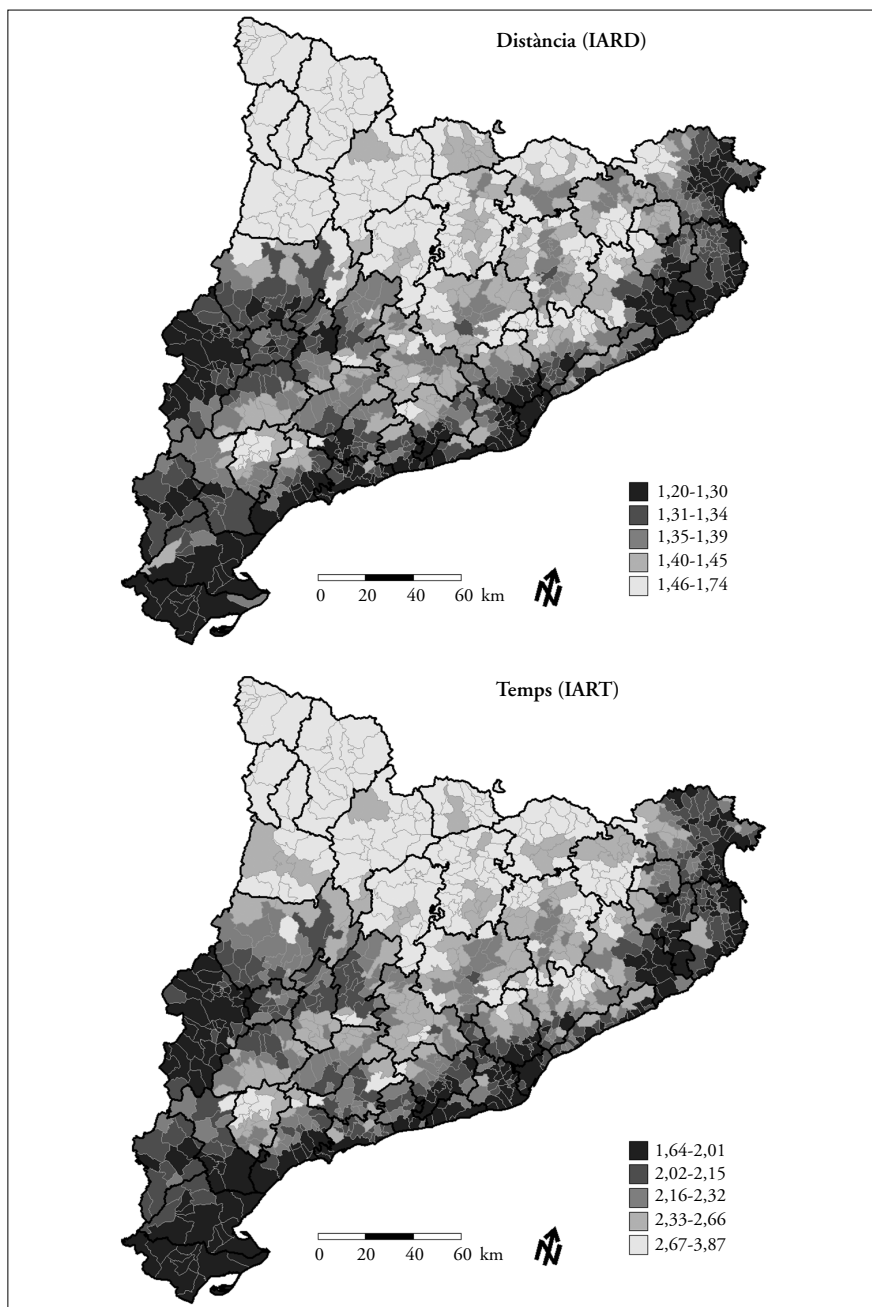 Distància (IARD)
1,20-1,30
1,31-1,34
1,35-1,39
1,40-1,45
1,46-1,74
0 20 40 60 km
N
Temps (IART)
1,64-2,01
2,02-2,15
2,16-2,32
2,33-2,66
2,67-3,87
0 20 40 60 km
N